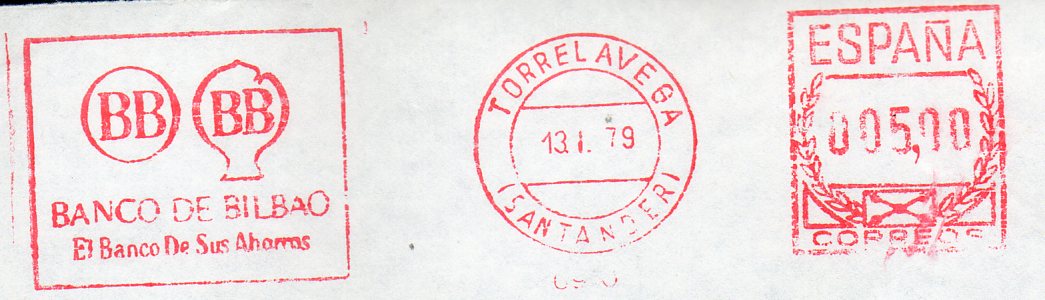 BB BB
BANCO DE BILBAO
El Banco De Sus Ahorros
TORRELAVEGA
13. I. 79
(SANTANDER)
ESPAÑA
005,00
CORREOS